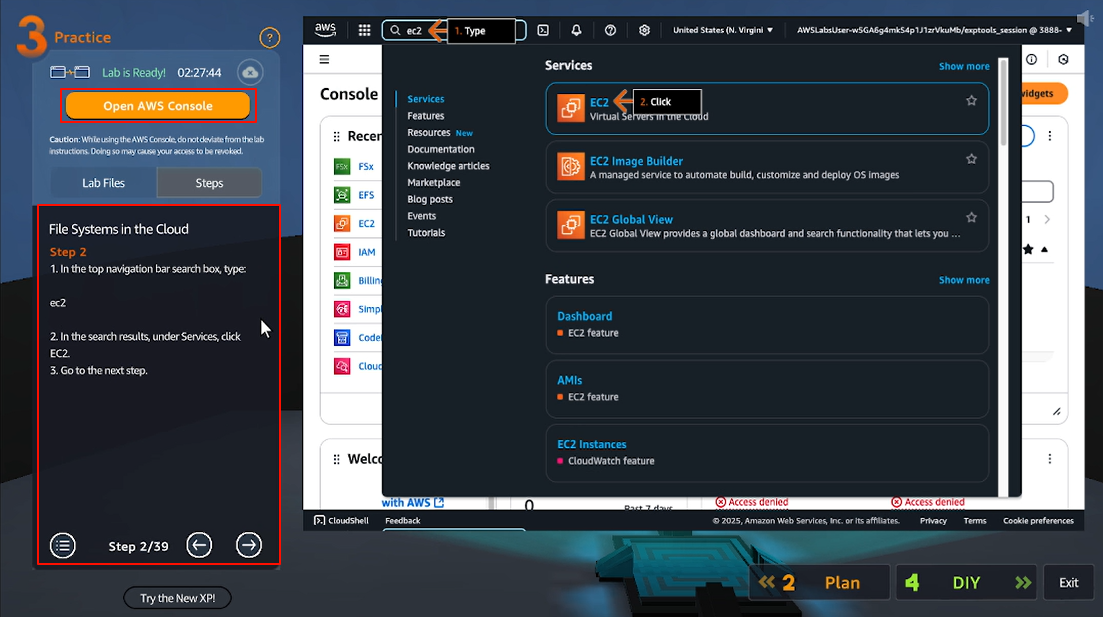 3 Practice
?
Lab is Ready! 02:27:44
Open AWS Console
Caution: While using the AWS Console, do not deviate from the lab
instructions. Doing so may cause your access to be revoked.
Lab Files
Steps
File Systems in the Cloud
Step 2
1. In the top navigation bar search box, type:
ec2
2. In the search results, under Services, click
EC2.
3. Go to the next step.
Step 2/39
Try the New XP!
aws
ec2
1. Type
United States (N. Virgini
AWSLabsUser-wSGA6g4mkS4p1J1zrVkuMb/exptools_session @ 3888-
Console
widgets
Recen
FSx
EFS
EC2
IAM
Billin
Simpl
Code
Cloud
1
Services
Features
Resources New
Documentation
Knowledge articles
Marketplace
Blog posts
Events
Tutorials
Services
Show more
EC2
2. Click
Virtual Servers in the Cloud
EC2 Image Builder
A managed service to automate build, customize and deploy OS images
EC2 Global View
EC2 Global View provides a global dashboard and search functionality that lets you ...
Features
Show more
Dashboard
EC2 feature
AMIs
EC2 feature
EC2 Instances
CloudWatch feature
Welco
with AWS
0
Past 7 days
Access denied
Access denied
CloudShell
Feedback
© 2025, Amazon Web Services, Inc. or its affiliates.
Privacy
Terms
Cookie preferences
2 Plan
4 DIY
Exit